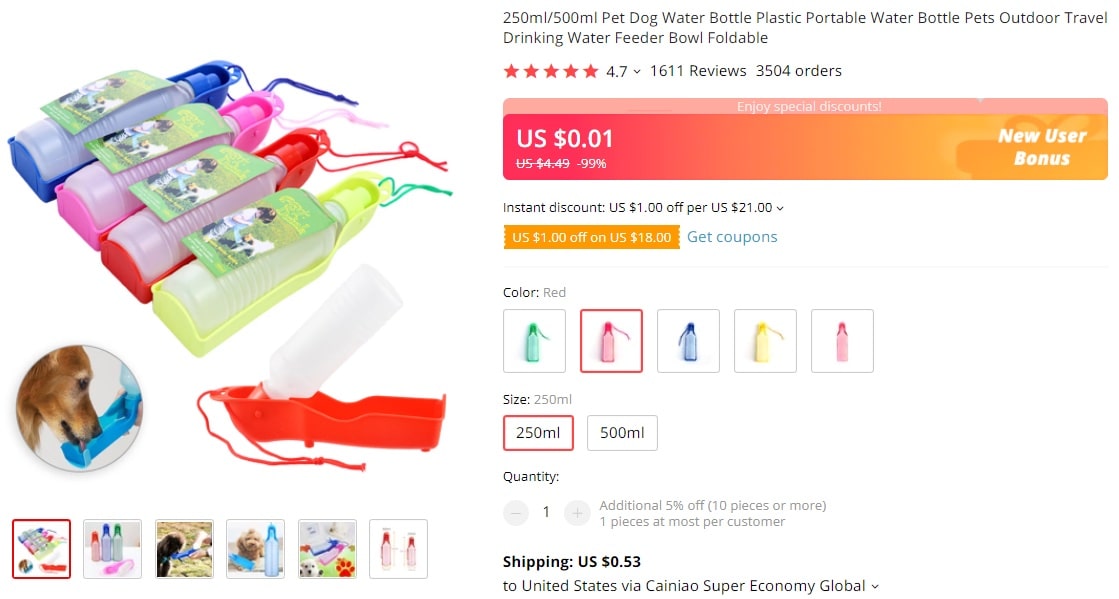 250ml/500ml Pet Dog Water Bottle Plastic Portable Water Bottle Pets Outdoor Travel
Drinking Water Feeder Bowl Foldable
4.7 1611 Reviews 3504 orders
Enjoy special discounts!
US $0.01
US $4.49 -99%
New User
Bonus
Instant discount: US $1.00 off per US $21.00
US $1.00 off on US $18.00 Get coupons
Color: Red
Size: 250ml
250ml 500ml
Quantity:
1
Additional 5% off (10 pieces or more)
1 pieces at most per customer
Shipping: US $0.53
to United States via Cainiao Super Economy Global